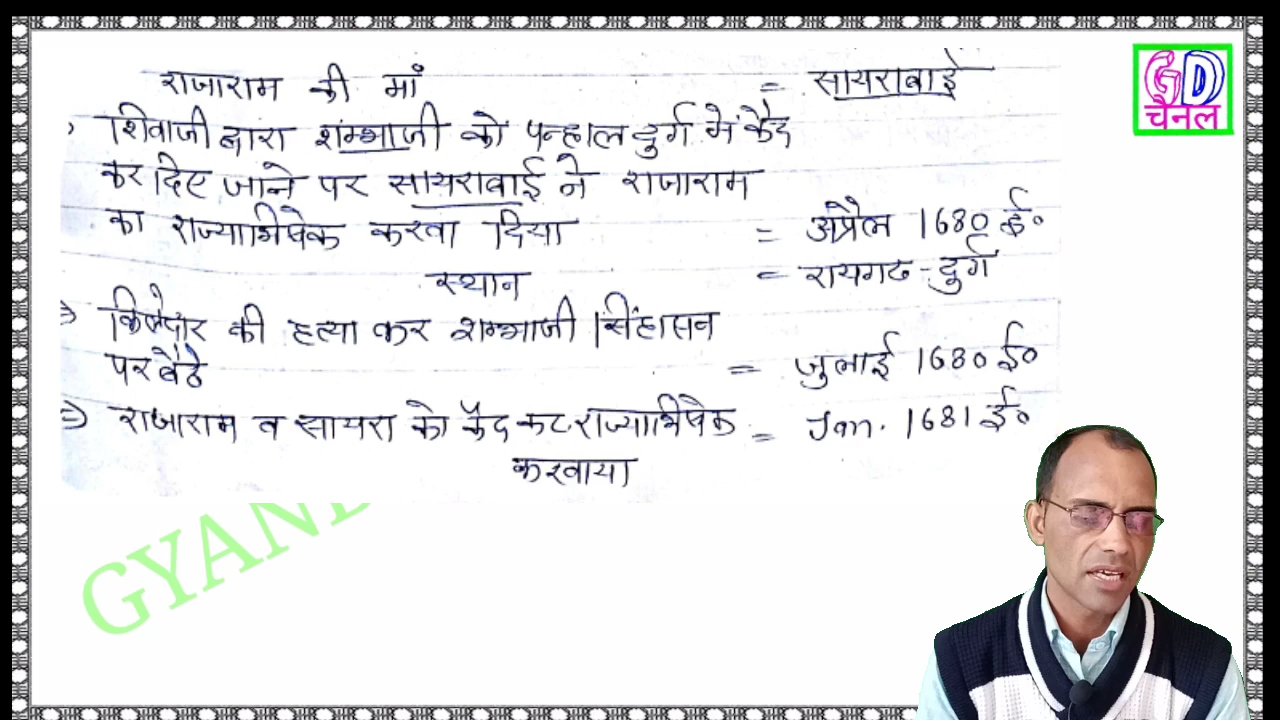 GD
चैनल
राजाराम की माँ = सायराबाई
शिवाजी द्वारा शम्भाजी को पन्हाल दुर्ग में कैद
कर दिए जाने पर सायराबाई ने राजाराम
का राज्याभिषेक करवा दिया = अप्रैल 1680 ई०
स्थान = रायगढ - दुर्ग
⇒ किलेदार की हत्या कर शम्भाजी सिंहासन
पर बैठे = जुलाई 1680 ई०
⇒ राजाराम व सायरा को कैद कर राज्याभिषेक = Jan. 1681 ई०
करवाया